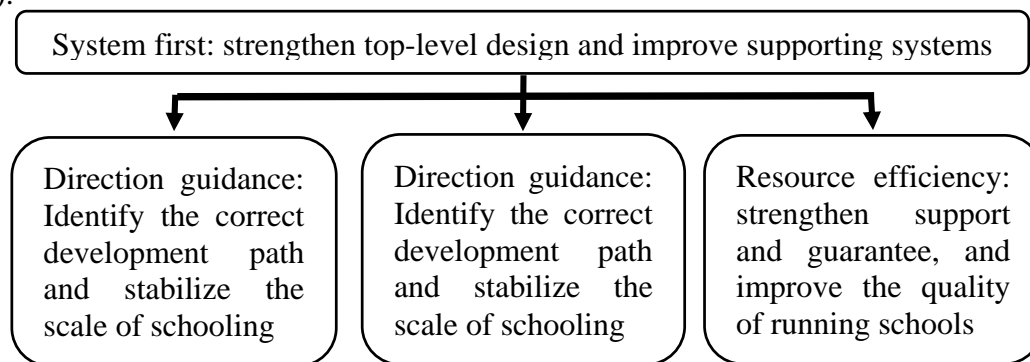 System first: strengthen top-level design and improve supporting systems
Direction guidance:
Identify the correct
development path
and stabilize the
scale of schooling
Direction guidance:
Identify the correct
development path
and stabilize the
scale of schooling
Resource efficiency:
strengthen support
and guarantee, and
improve the quality
of running schools